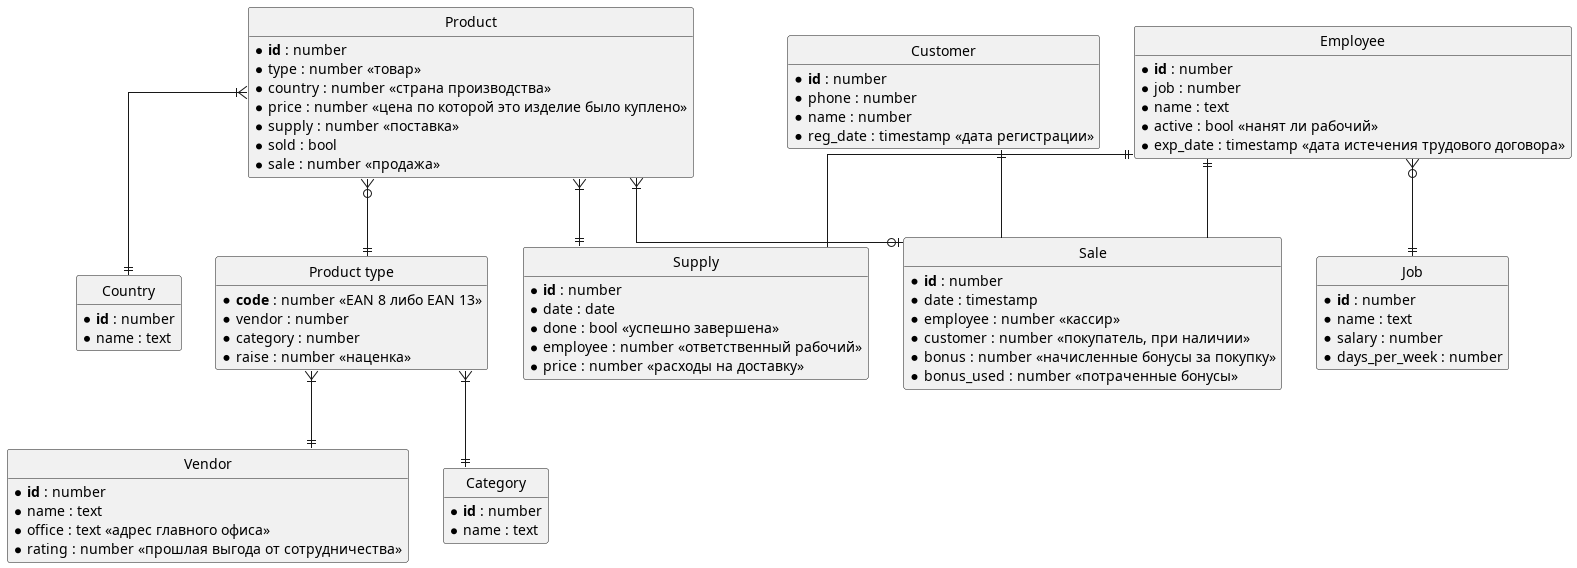 Product
id : number
type : number «товар»
country : number «страна производства»
price : number «цена по которой это изделие было куплено»
supply : number «поставка»
sold : bool
sale : number «продажа»
Customer
id : number
phone : number
name : number
reg_date : timestamp «дата регистрации»
Employee
id : number
job : number
name : text
active : bool «нанят ли рабочий»
exp_date : timestamp «дата истечения трудового договора»
Country
id : number
name : text
Product type
code : number «EAN 8 либо EAN 13»
vendor : number
category : number
raise : number «наценка»
Supply
id : number
date : date
done : bool «успешно завершена»
employee : number «ответственный рабочий»
price : number «расходы на доставку»
Sale
id : number
date : timestamp
employee : number «кассир»
customer : number «покупатель, при наличии»
bonus : number «начисленные бонусы за покупку»
bonus_used : number «потраченные бонусы»
Job
id : number
name : text
salary : number
days_per_week : number
Vendor
id : number
name : text
office : text «адрес главного офиса»
rating : number «прошлая выгода от сотрудничества»
Category
id : number
name : text